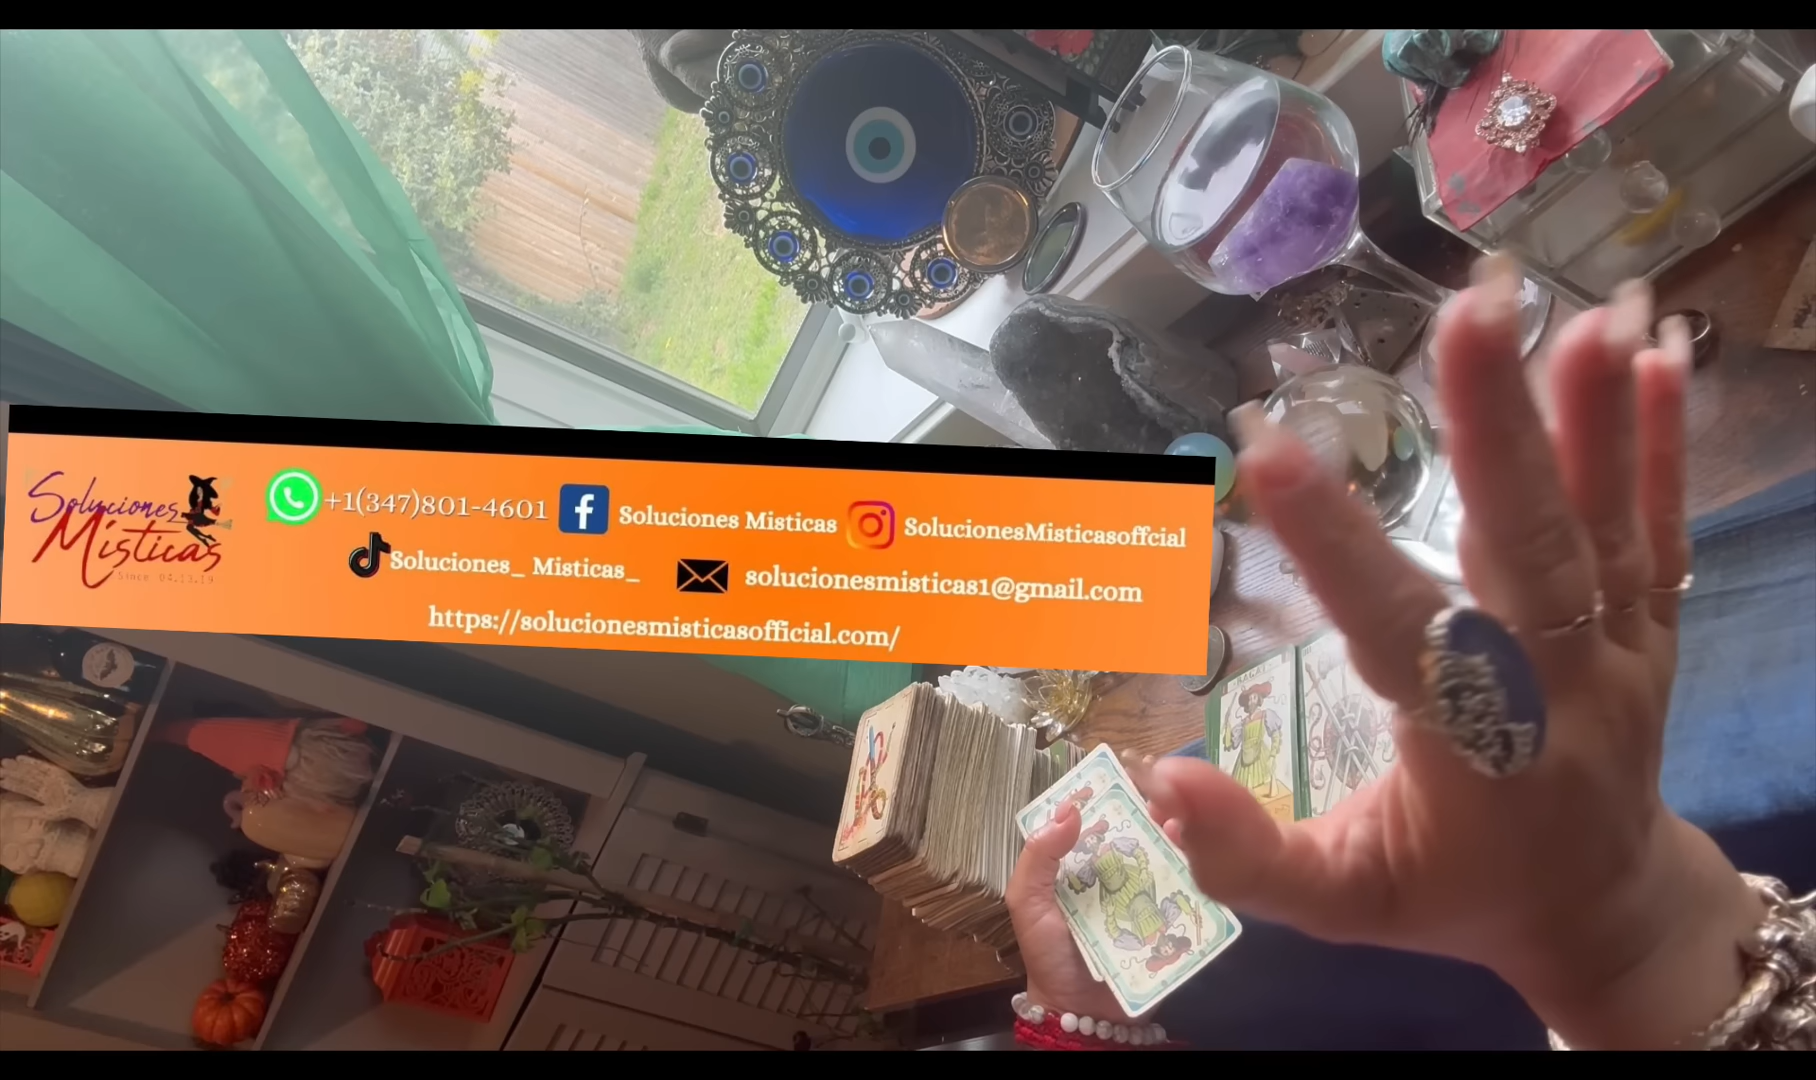 Soluciones
Misticas
Since 04.13.19
+1(347)801-4601
Soluciones Misticas
SolucionesMisticasoffcial
Soluciones_ Misticas_
solucionesmisticas1@gmail.com
https://solucionesmisticasofficial.com/